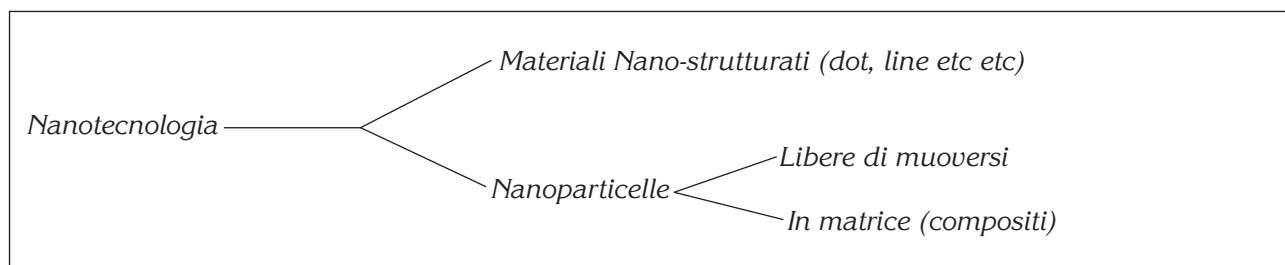 Materiali Nano-strutturati (dot, line etc etc)
Nanotecnologia
Libere di muoversi
Nanoparticelle
In matrice (compositi)